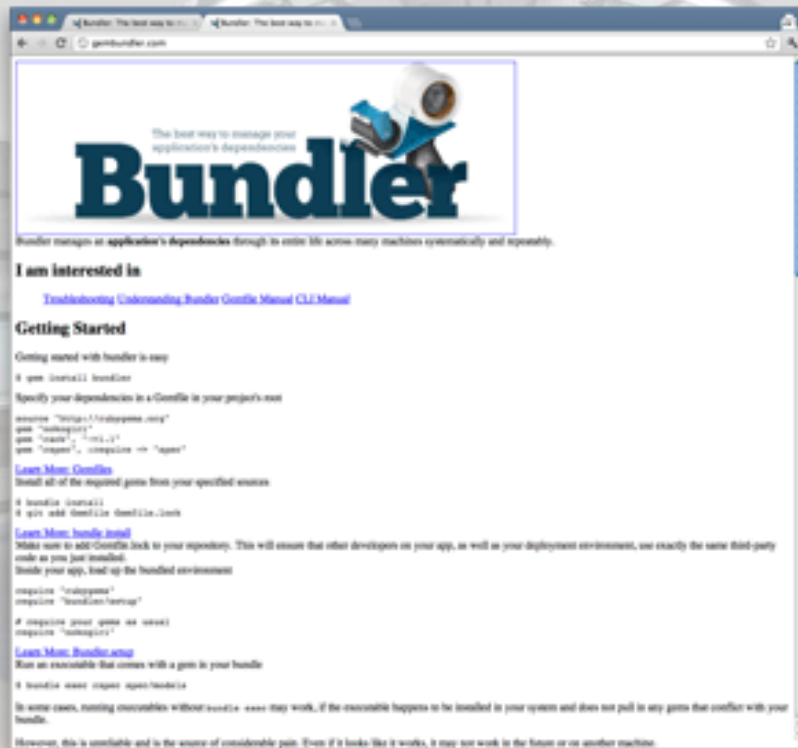 Bundler: The best way to m
Bundler: The best way to m
gembundler.com
The best way to manage your
application's dependencies
Bundler
Bundler manages an application's dependencies through its entire life across many machines systematically and repeatably.
I am interested in
Troubleshooting Understanding Bundler Gemfile Manual CLI Manual
Getting Started
Getting started with bundler is easy
$ gem install bundler
Specify your dependencies in a Gemfile in your project's root
source "http://rubygems.org"
gem "nokogiri"
gem "rack", "~>1.1"
gem "rspec", :require => "spec"
Learn More: Gemfiles
Install all of the required gems from your specified sources
$ bundle install
$ git add Gemfile Gemfile.lock
Learn More: bundle install
Make sure to add Gemfile.lock to your repository. This will ensure that other developers on your app, as well as your deployment environment, use exactly the same third-party
code as you just installed.
Inside your app, load up the bundled environment
require "rubygems"
require "bundler/setup"
# require your gems as usual
require "nokogiri"
Learn More: Bundler.setup
Run an executable that comes with a gem in your bundle
$ bundle exec rspec spec/models
In some cases, running executables without bundle exec may work, if the executable happens to be installed in your system and does not pull in any gems that conflict with your
bundle.
However, this is unreliable and is the source of considerable pain. Even if it looks like it works, it may not work in the future or on another machine.